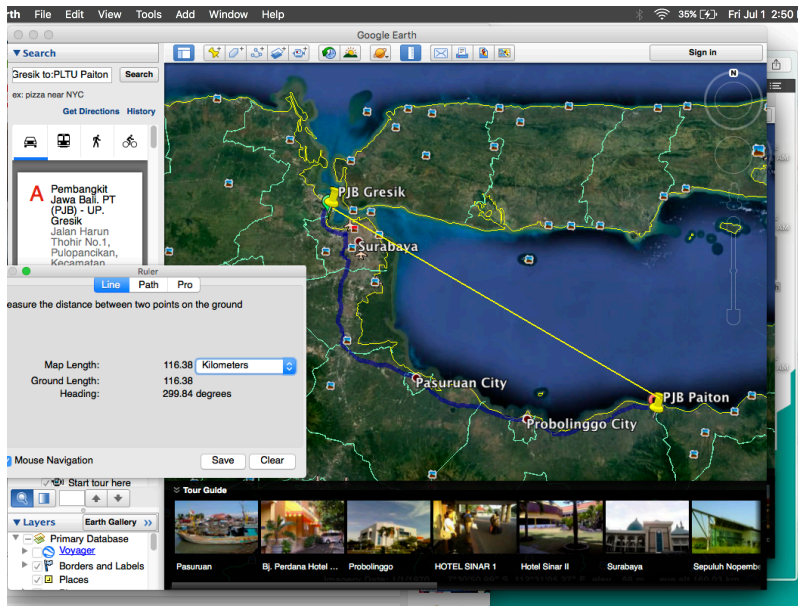 rth File Edit View Tools Add Window Help
35% Fri Jul 1 2:50
Google Earth
Search
Sign in
Gresik to:PLTU Paiton Search
ex: pizza near NYC
Get Directions History
A
Pembangkit
Jawa Bali. PT
(PJB) - UP.
Gresik
Jalan Harun
Thohir No.1,
Pulopancikan,
Kecamatan
N
PJB Gresik
Surabaya
Pasuruan City
Probolinggo City
PJB Paiton
Ruler
Line Path Pro
easure the distance between two points on the ground
Map Length: 116.38 Kilometers
Ground Length: 116.38
Heading: 299.84 degrees
Mouse Navigation
Save Clear
Start tour here
Layers Earth Gallery >>
Primary Database
Voyager
Borders and Labels
Places
Tour Guide
Pasuruan
Bj. Perdana Hotel ...
Probolinggo
HOTEL SINAR 1
Hotel Sinar II
Surabaya
Sepuluh Nopembe